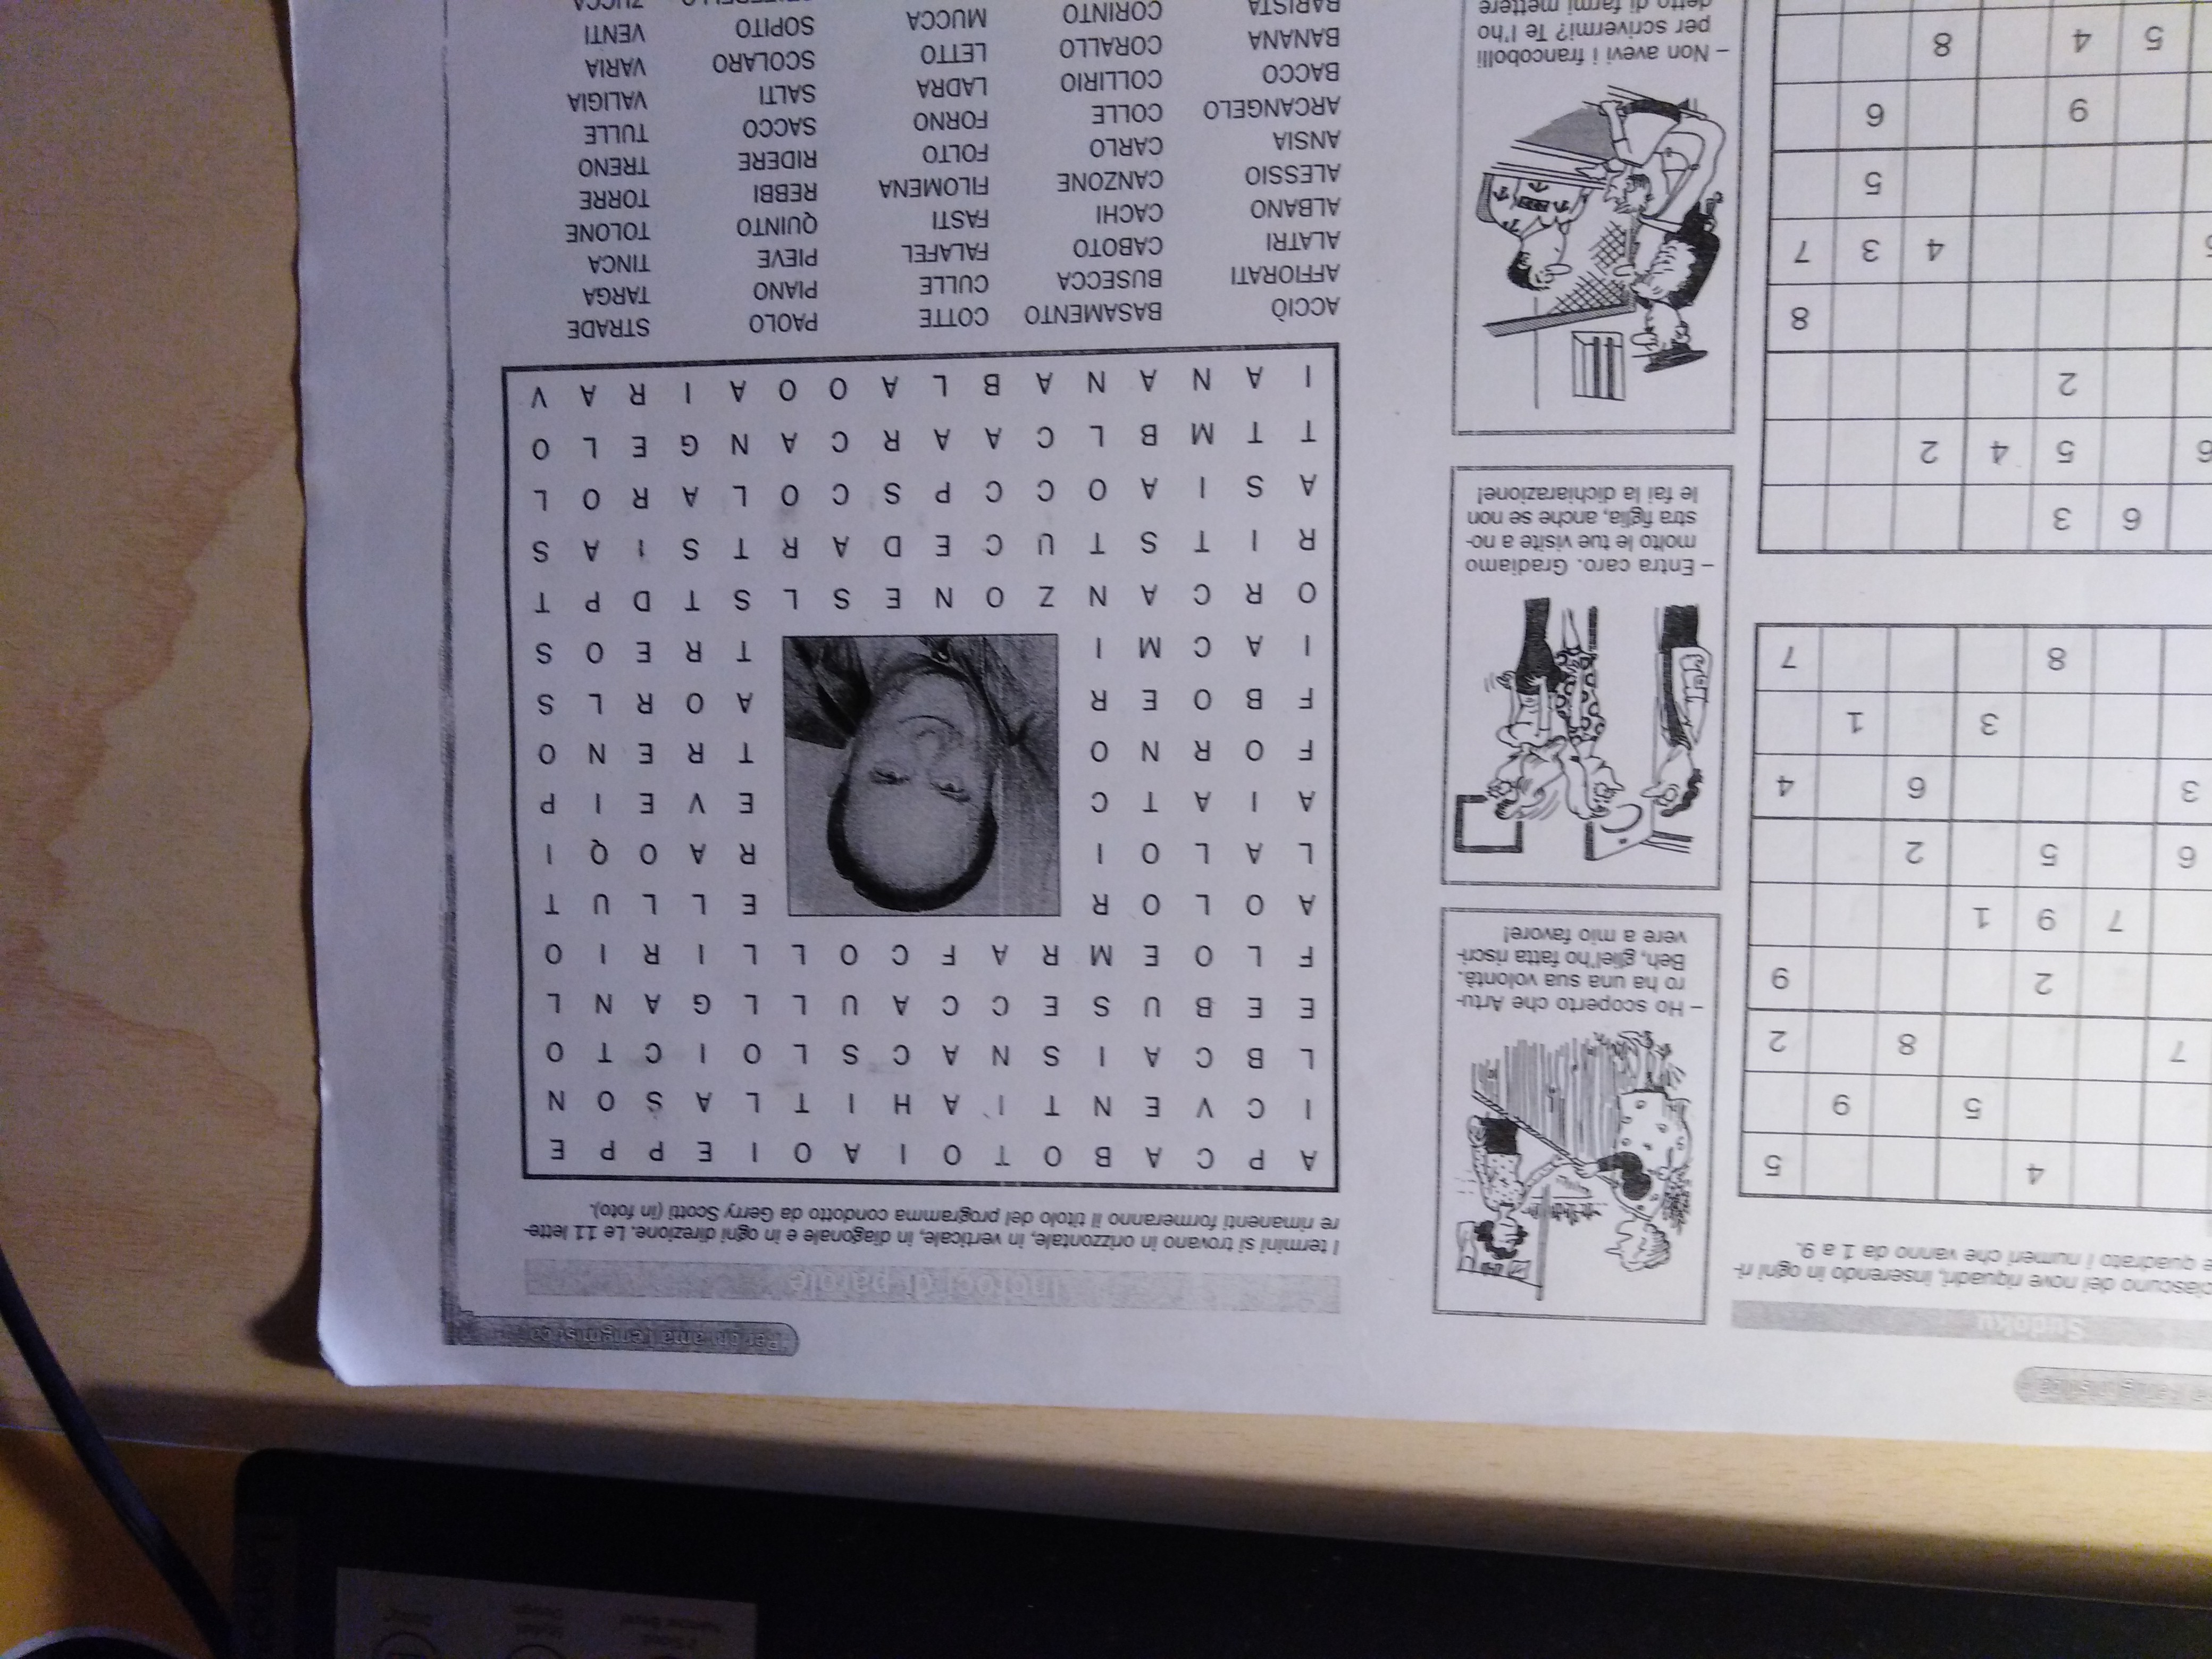 Sudoku
ciascuno dei nove riquadri, inserendo in ogni ri-
e quadrato i numeri che vanno da 1 a 9.
4 5
5 9
7 8 2
2 9
7 9 1
6 5 2
3 6 4
3 1
8 7
6 3
6 5 4 2
2
8
5 4 3 7
5
9 6
5 4 8
– Ho scoperto che Artu-
ro ha una sua volontà.
Beh, gliel'ho fatta riscri-
vere a mio favore!
– Entra caro. Gradiamo
molto le tue visite a no-
stra figlia, anche se non
le fai la dichiarazione!
– Non avevi i francobolli
per scrivermi? Te l'ho
detto di farmi mettere
Per chi ama l'enigmistica
Incroci di parole
I termini si trovano in orizzontale, in verticale, in diagonale e in ogni direzione. Le 11 lette-
re rimanenti formeranno il titolo del programma condotto da Gerry Scotti (in foto).
A P C A B O T O I A O I E P P E
I C V E N T I A H I T L A S O N
L B C A I S N A C S L O I C T O
E E B U S E C C A U L L G A N L
F L O E M R A F C O L L I R I O
A O L O R E L L U T
L A L O I R A O Q I
A I A T C E V E I P
F O R N O T R E N O
F B O E R A O R L S
I A C M I T R E O S
O R C A N Z O N E S L S T D P T
R I T S T U C E D A R T S I A S
A S I A O C C P S C O L A R O L
T T M B L C A A R C A N G E L O
I A N A N A B L A O O A I R A V
ACCIÒ BASAMENTO COTTE PAOLO STRADE
AFFIORATI BUSECCA CULLE PIANO TARGA
ALATRI CABOTO FALAFEL PIEVE TINCA
ALBANO CACHI FASTI QUINTO TOLONE
ALESSIO CANZONE FILOMENA REBBI TORRE
ANSIA CARLO FOLTO RIDERE TRENO
ARCANGELO COLLE FORNO SACCO TULLE
BACCO COLLIRIO LADRA SALTI VALIGIA
BANANA CORALLO LETTO SCOLARO VARIA
BARISTA CORINTO MUCCA SOPITO VENTI
ZUCCA